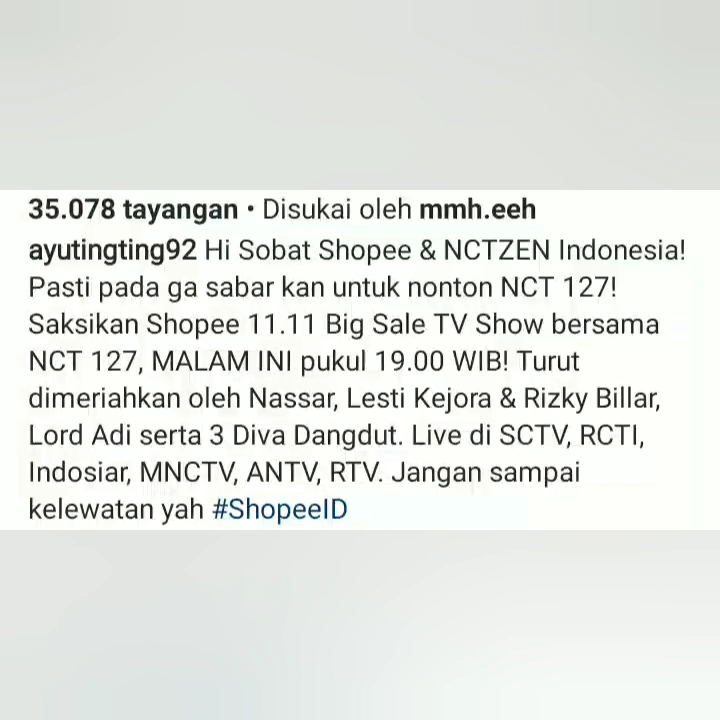 35.078 tayangan • Disukai oleh mmh.eeh
ayutingting92 Hi Sobat Shopee & NCTZEN Indonesia!
Pasti pada ga sabar kan untuk nonton NCT 127!
Saksikan Shopee 11.11 Big Sale TV Show bersama
NCT 127, MALAM INI pukul 19.00 WIB! Turut
dimeriahkan oleh Nassar, Lesti Kejora & Rizky Billar,
Lord Adi serta 3 Diva Dangdut. Live di SCTV, RCTI,
Indosiar, MNCTV, ANTV, RTV. Jangan sampai
kelewatan yah #ShopeeID